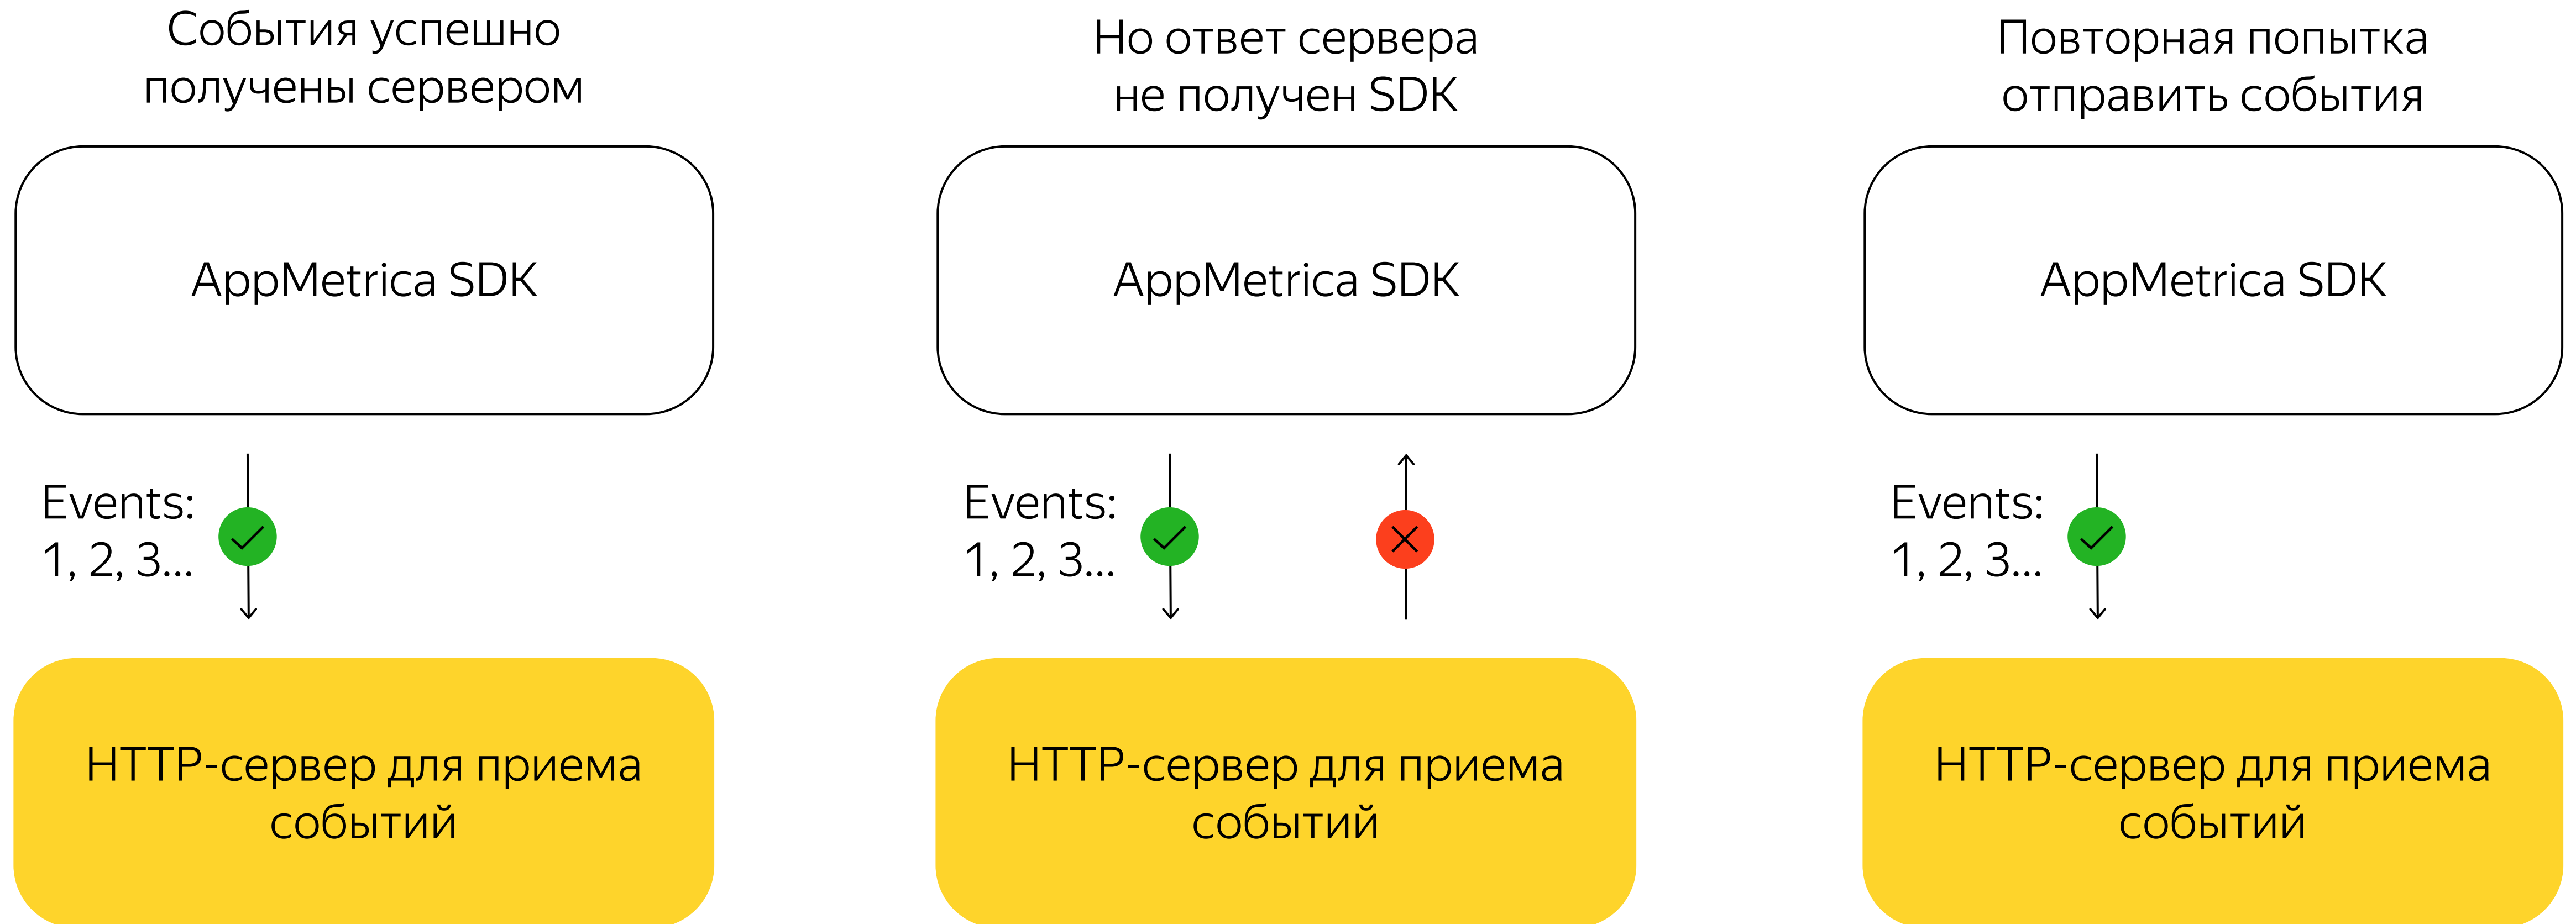 События успешно
получены сервером
AppMetrica SDK
Events:
1, 2, 3...
HTTP-сервер для приема
событий
Но ответ сервера
не получен SDK
AppMetrica SDK
Events:
1, 2, 3...
HTTP-сервер для приема
событий
Повторная попытка
отправить события
AppMetrica SDK
Events:
1, 2, 3...
HTTP-сервер для приема
событий